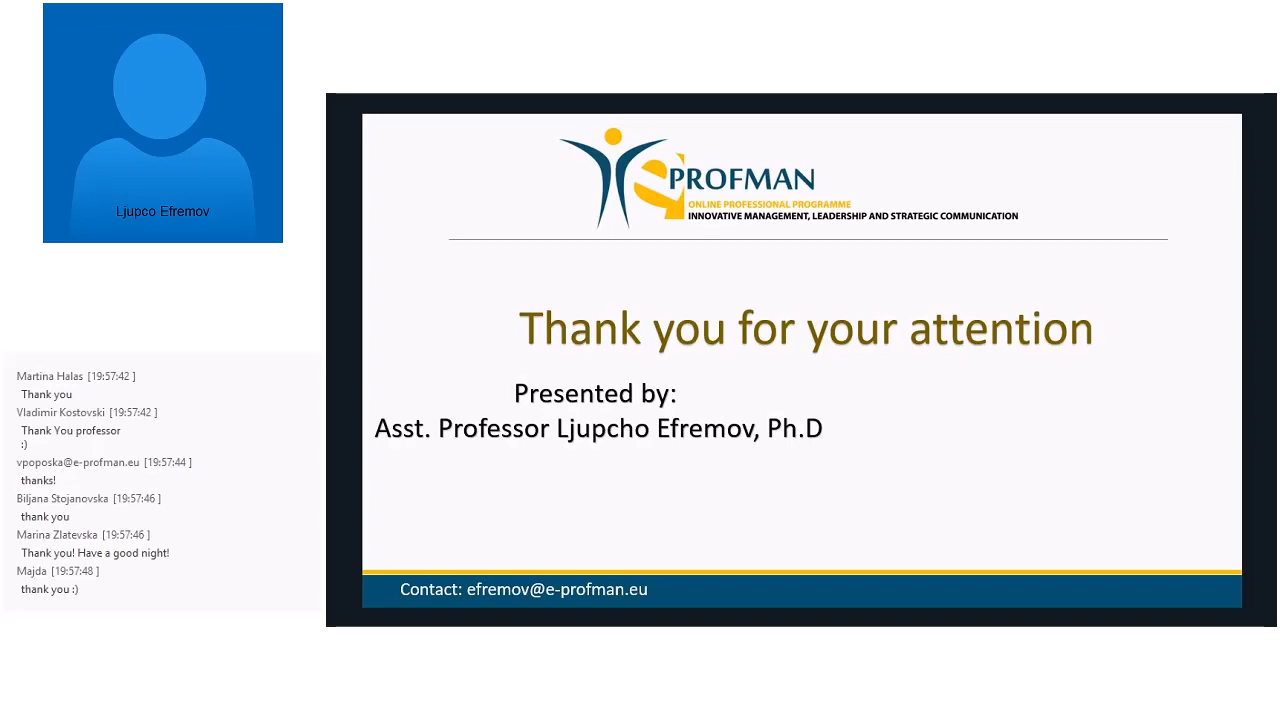 Ljupco Efremov
Martina Halas [19:57:42 ]
Thank you
Vladimir Kostovski [19:57:42 ]
Thank You professor
:)
vpoposka@e-profman.eu [19:57:44 ]
thanks!
Biljana Stojanovska [19:57:46 ]
thank you
Marina Zlatevska [19:57:46 ]
Thank you! Have a good night!
Majda [19:57:48 ]
thank you :)
e PROFMAN
ONLINE PROFESSIONAL PROGRAMME
INNOVATIVE MANAGEMENT, LEADERSHIP AND STRATEGIC COMMUNICATION
Thank you for your attention
Presented by:
Asst. Professor Ljupcho Efremov, Ph.D
Contact: efremov@e-profman.eu